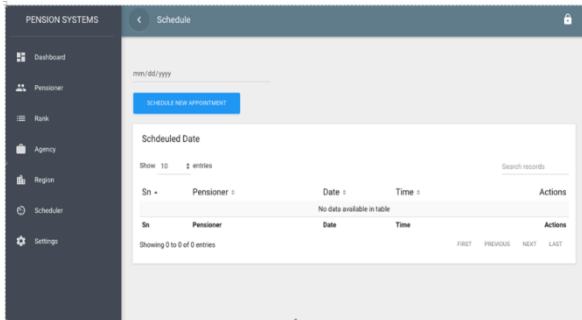 PENSION SYSTEMS
Schedule
Dashboard
Pensioner
Rank
Agency
Region
Scheduler
Settings
mm/dd/yyyy
SCHEDULE NEW APPOINTMENT
Schdeuled Date
Show 10 entries
Search records
Sn Pensioner Date Time Actions
No data available in table
Sn Pensioner Date Time Actions
Showing 0 to 0 of 0 entries
FIRST PREVIOUS NEXT LAST